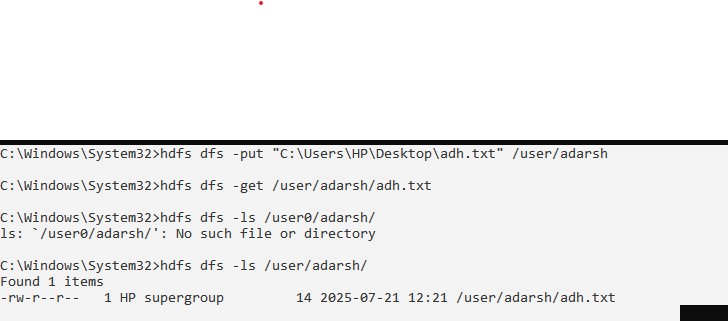 C:\Windows\System32>hdfs dfs -put "C:\Users\HP\Desktop\adh.txt" /user/adarsh
C:\Windows\System32>hdfs dfs -get /user/adarsh/adh.txt
C:\Windows\System32>hdfs dfs -ls /user0/adarsh/
ls: `/user0/adarsh/': No such file or directory
C:\Windows\System32>hdfs dfs -ls /user/adarsh/
Found 1 items
-rw-r--r--   1 HP supergroup         14 2025-07-21 12:21 /user/adarsh/adh.txt